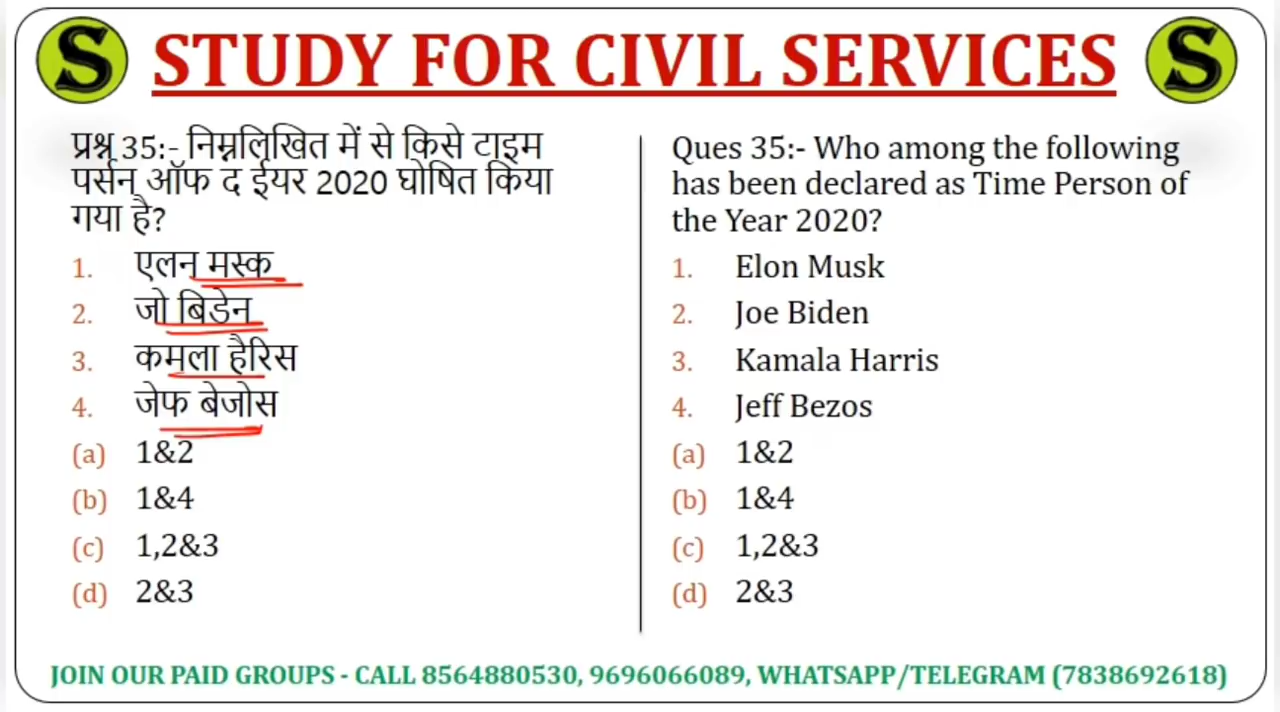 S STUDY FOR CIVIL SERVICES S
प्रश्न 35:- निम्नलिखित में से किसे टाइम
पर्सन ऑफ द ईयर 2020 घोषित किया
गया है?
1. एलन मस्क
2. जो बिडेन
3. कमला हैरिस
4. जेफ बेजोस
(a) 1&2
(b) 1&4
(c) 1,2&3
(d) 2&3
Ques 35:- Who among the following
has been declared as Time Person of
the Year 2020?
1. Elon Musk
2. Joe Biden
3. Kamala Harris
4. Jeff Bezos
(a) 1&2
(b) 1&4
(c) 1,2&3
(d) 2&3
JOIN OUR PAID GROUPS - CALL 8564880530, 9696066089, WHATSAPP/TELEGRAM (7838692618)